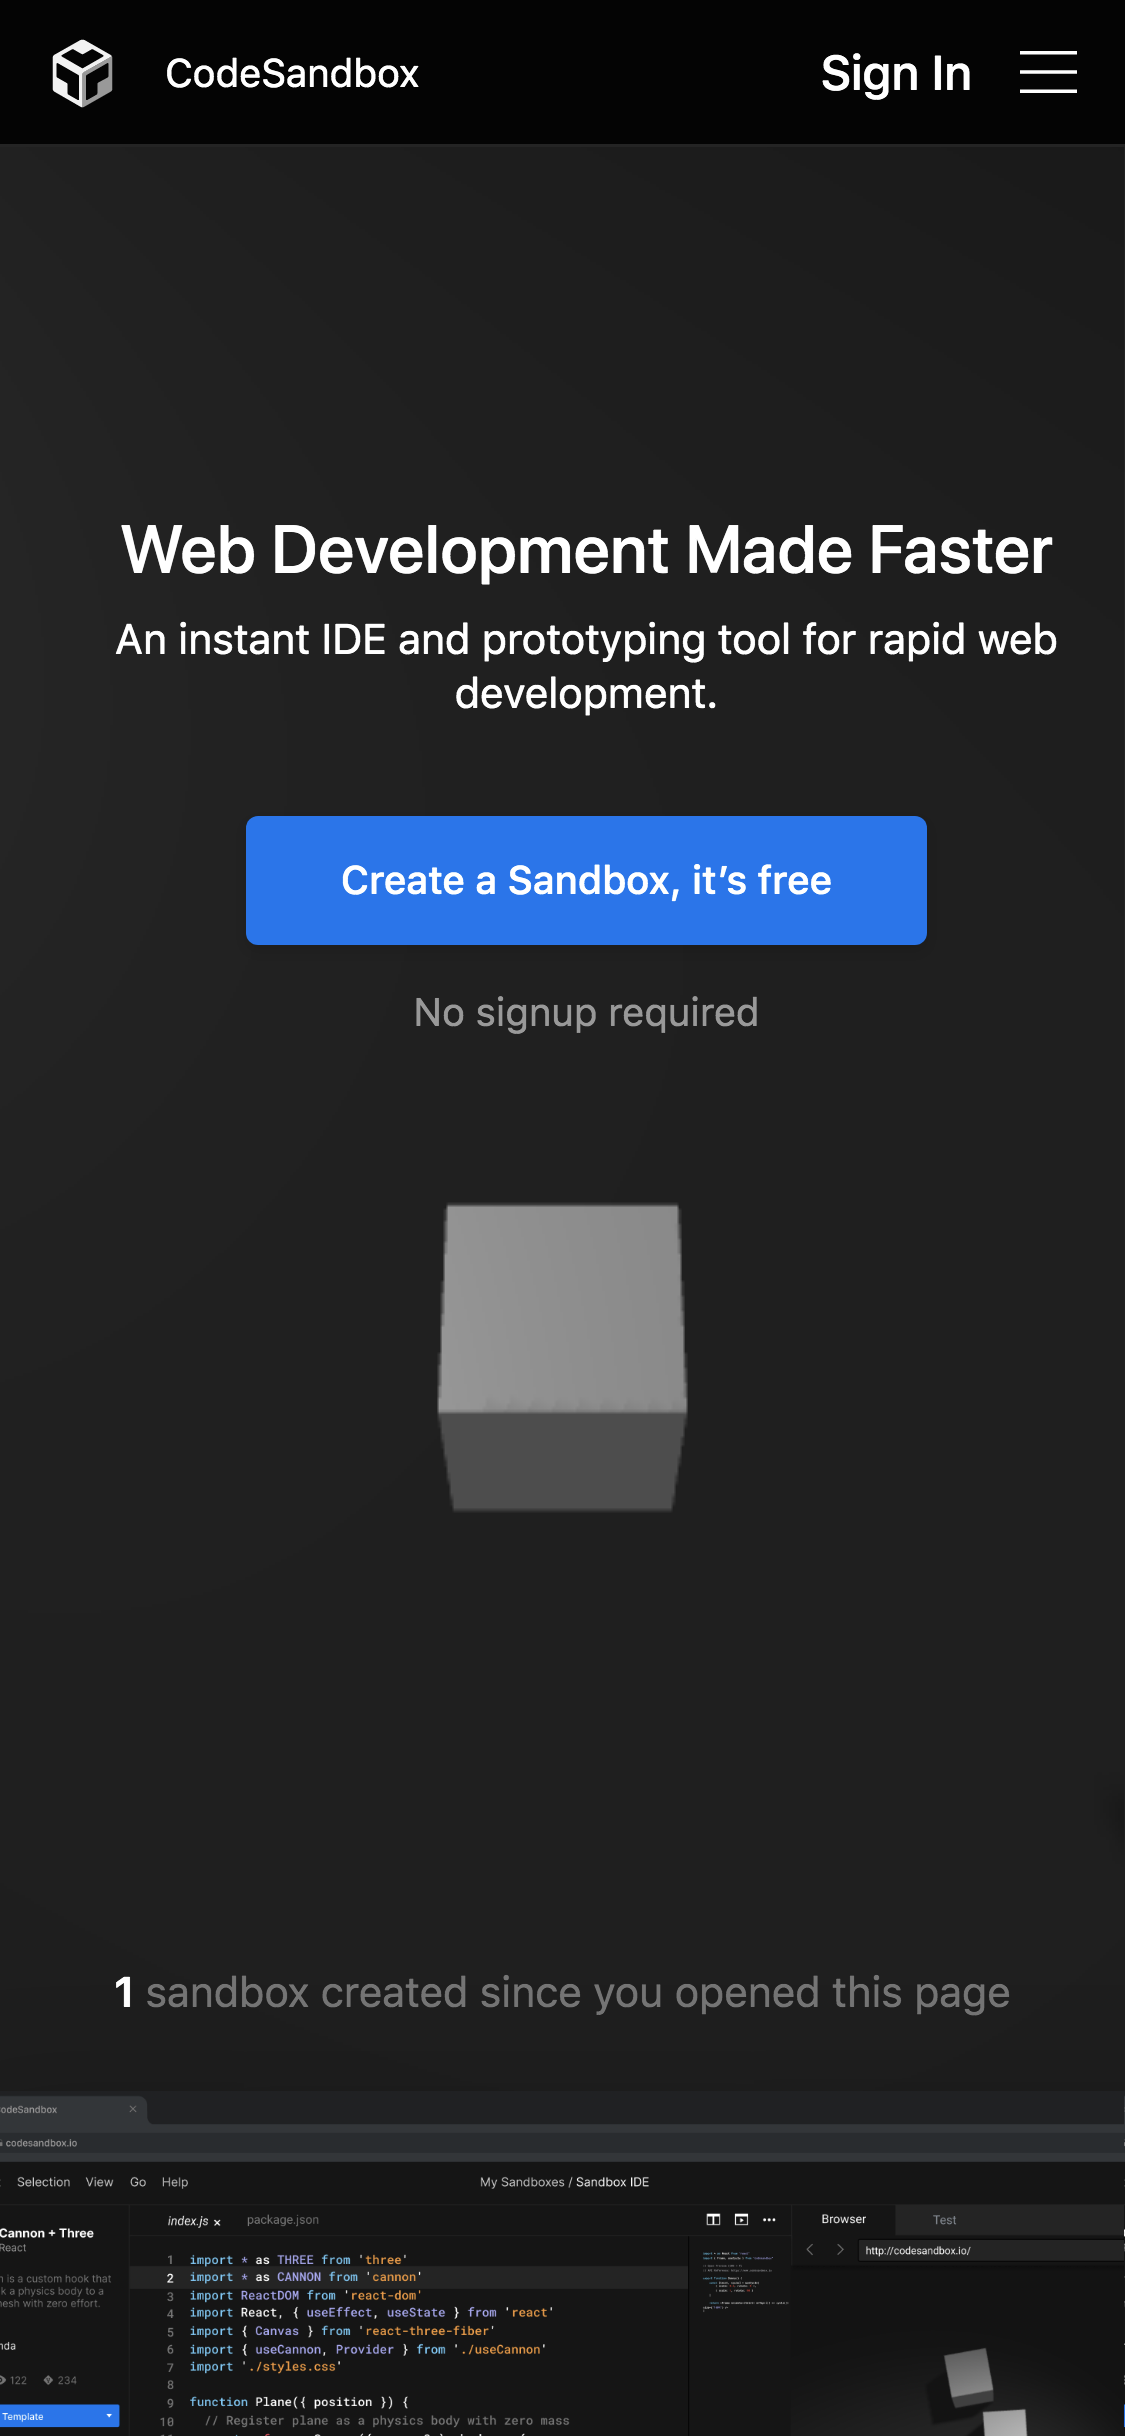 CodeSandbox
Sign In
Web Development Made Faster
An instant IDE and prototyping tool for rapid web
development.
Create a Sandbox, it’s free
No signup required
1 sandbox created since you opened this page
odeSandbox
codesandbox.io
Selection View Go Help
My Sandboxes / Sandbox IDE
Cannon + Three
React
is a custom hook that
k a physics body to a
nesh with zero effort.
nda
122 234
Template
index.js ×
package.json
1 import * as THREE from 'three'
2 import * as CANNON from 'cannon'
3 import ReactDOM from 'react-dom'
4 import React, { useEffect, useState } from 'react'
5 import { Canvas } from 'react-three-fiber'
6 import { useCannon, Provider } from './useCannon'
7 import './styles.css'
8
9 function Plane({ position }) {
10 // Register plane as a physics body with zero mass
Browser
Test
http://codesandbox.io/